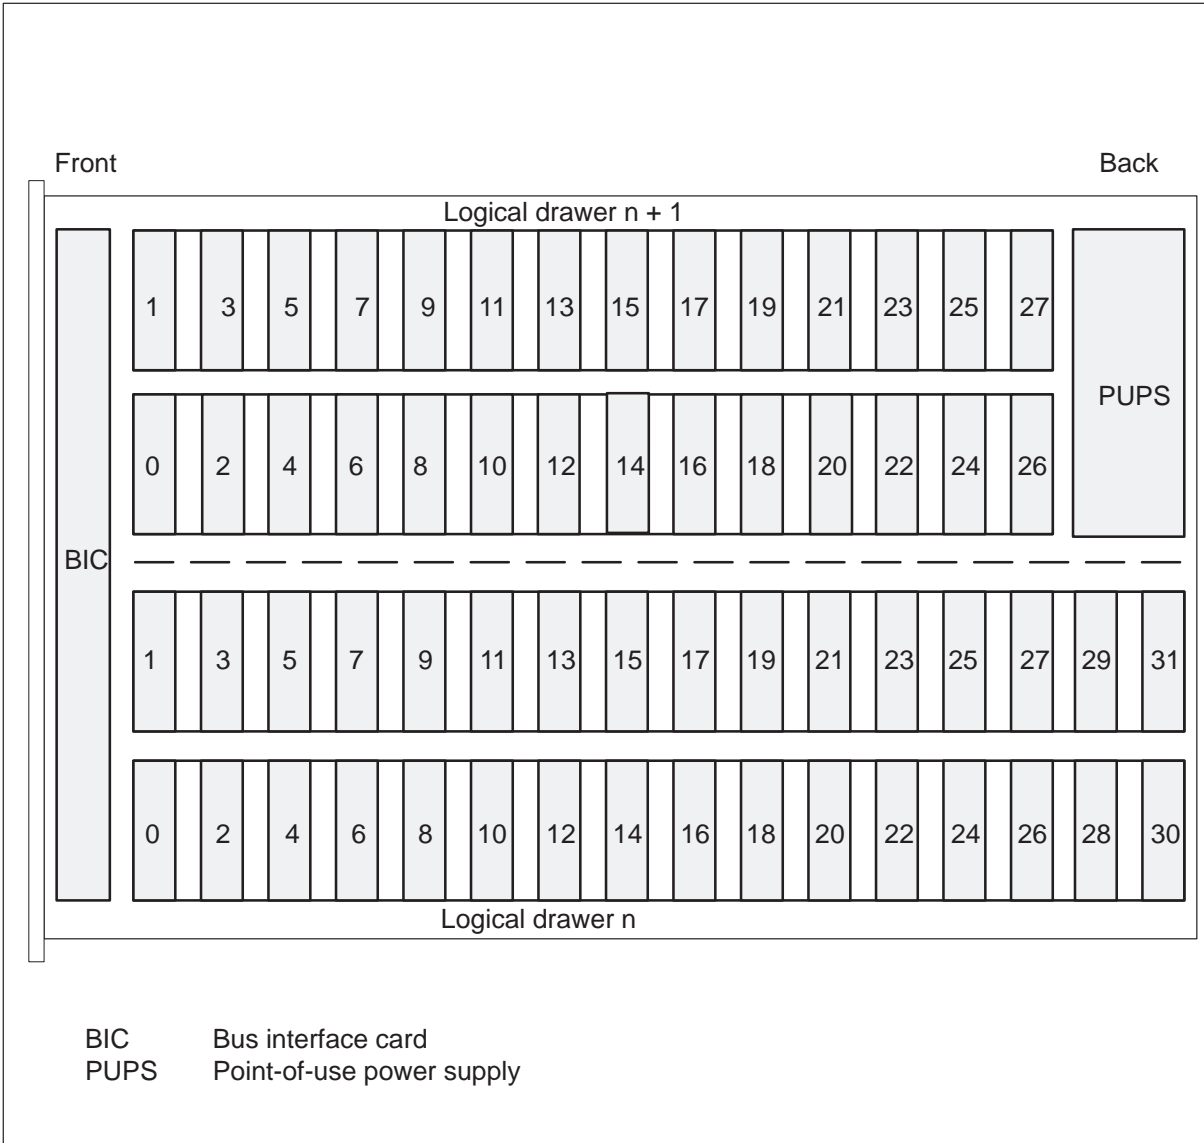 Front Back
Logical drawer n + 1
1 3 5 7 9 11 13 15 17 19 21 23 25 27
PUPS
0 2 4 6 8 10 12 14 16 18 20 22 24 26
BIC
1 3 5 7 9 11 13 15 17 19 21 23 25 27 29 31
0 2 4 6 8 10 12 14 16 18 20 22 24 26 28 30
Logical drawer n
BIC Bus interface card
PUPS Point-of-use power supply